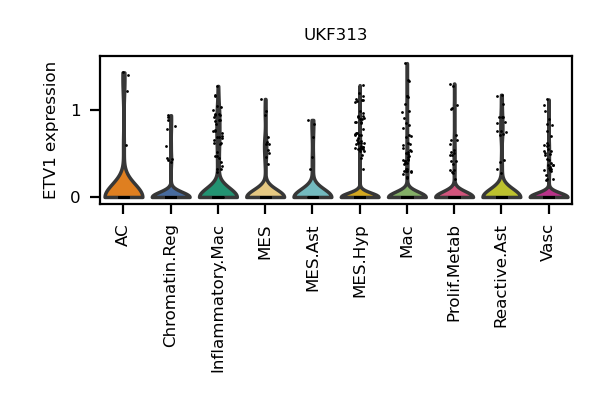 UKF313
ETV1 expression
1
0
AC
Chromatin.Reg
Inflammatory.Mac
MES
MES.Ast
MES.Hyp
Mac
Prolif.Metab
Reactive.Ast
Vasc